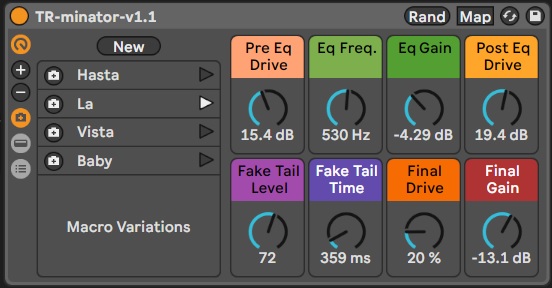 TR-minator-v1.1
Rand
Map
New
Hasta
La
Vista
Baby
Macro Variations
Pre Eq
Drive
15.4 dB
Eq Freq.
530 Hz
Eq Gain
-4.29 dB
Post Eq
Drive
19.4 dB
Fake Tail
Level
72
Fake Tail
Time
359 ms
Final
Drive
20 %
Final
Gain
-13.1 dB